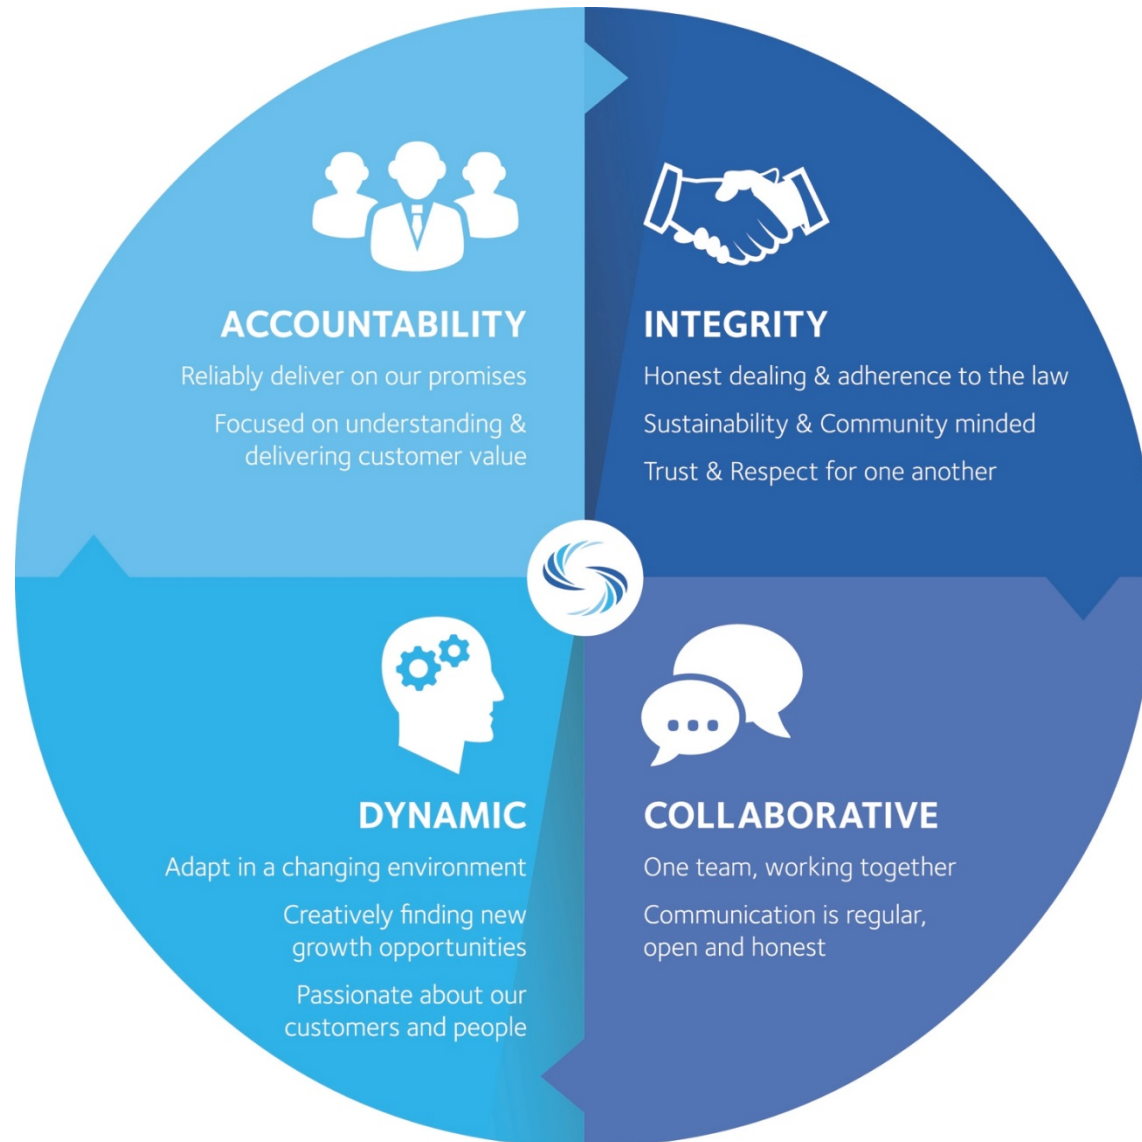 ACCOUNTABILITY
Reliably deliver on our promises
Focused on understanding &
delivering customer value
INTEGRITY
Honest dealing & adherence to the law
Sustainability & Community minded
Trust & Respect for one another
DYNAMIC
Adapt in a changing environment
Creatively finding new
growth opportunities
Passionate about our
customers and people
COLLABORATIVE
One team, working together
Communication is regular,
open and honest